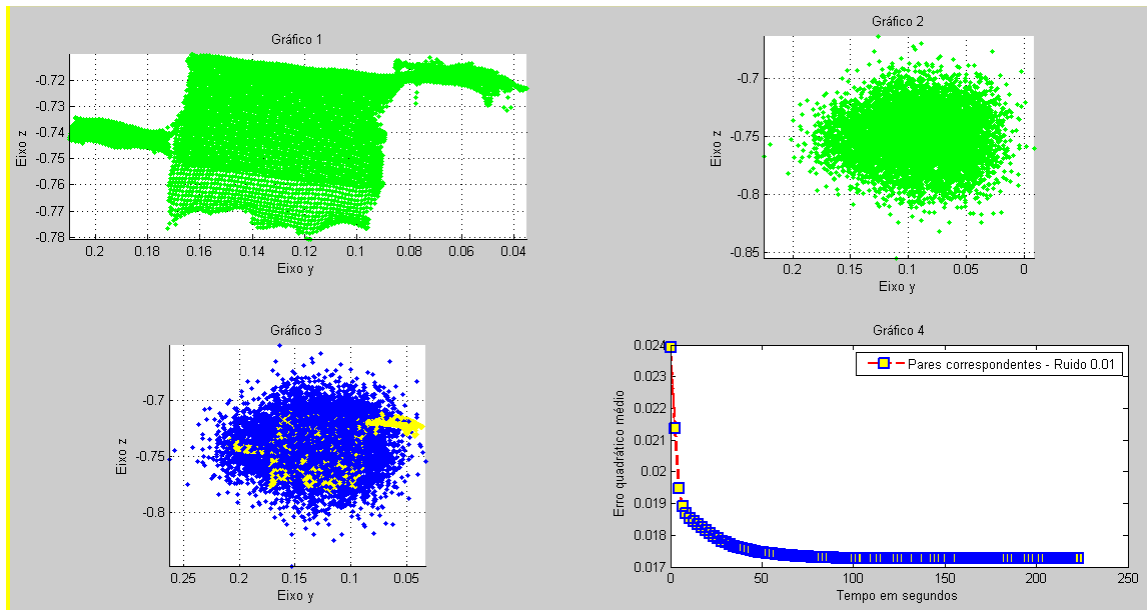 Gráfico 1
-0.72
-0.73
-0.74
-0.75
-0.76
-0.77
-0.78
Eixo z
0.2 0.18 0.16 0.14 0.12 0.1 0.08 0.06 0.04
Eixo y
Gráfico 2
-0.7
-0.75
-0.8
-0.85
Eixo z
0.2 0.15 0.1 0.05 0
Eixo y
Gráfico 3
-0.7
-0.75
-0.8
Eixo z
0.25 0.2 0.15 0.1 0.05
Eixo y
Gráfico 4
0.024
0.023
0.022
0.021
0.02
0.019
0.018
0.017
Erro quadrático médio
Pares correspondentes - Ruido 0.01
0 50 100 150 200 250
Tempo em segundos